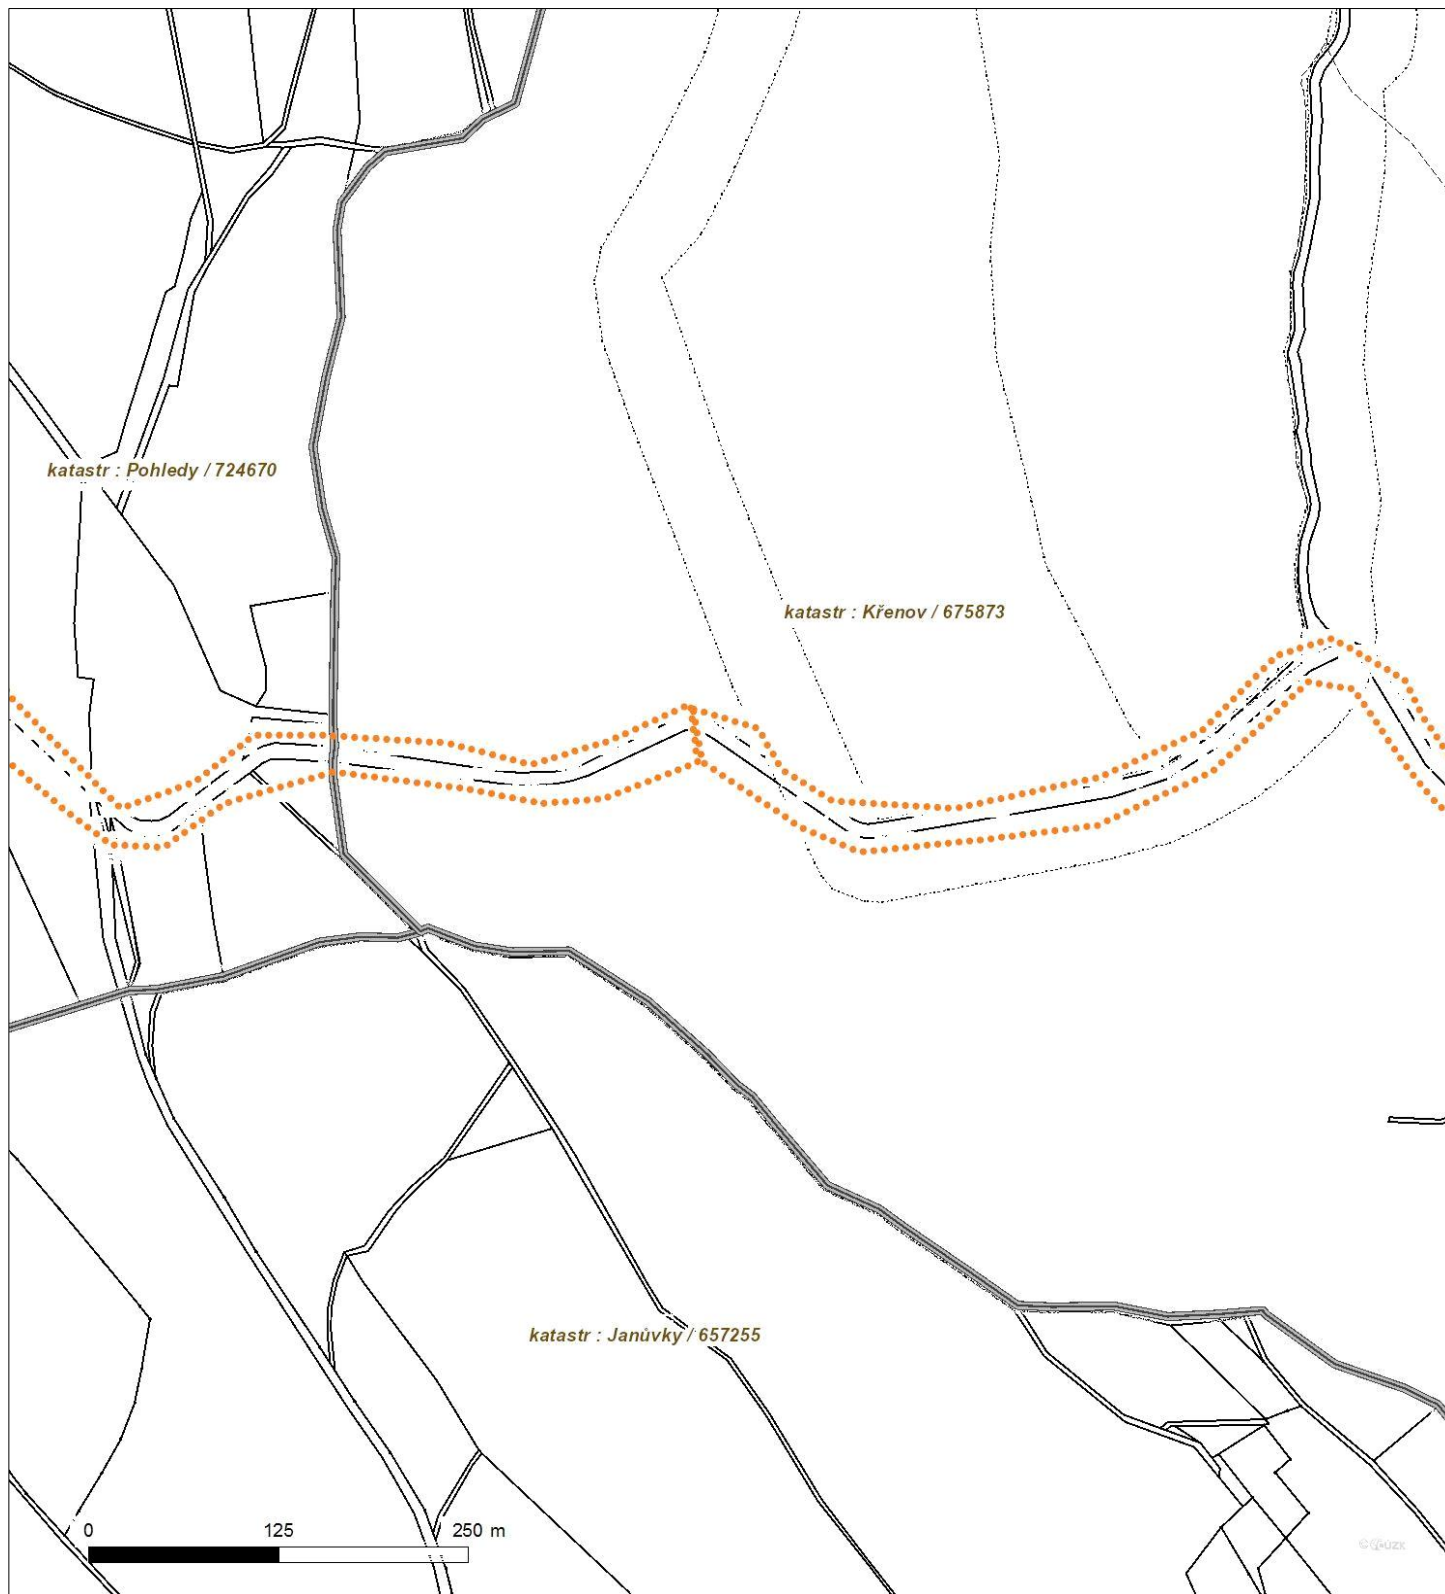 katastr : Pohledy / 724670
katastr : Křenov / 675873
katastr : Janůvky / 657255
0 125 250 m